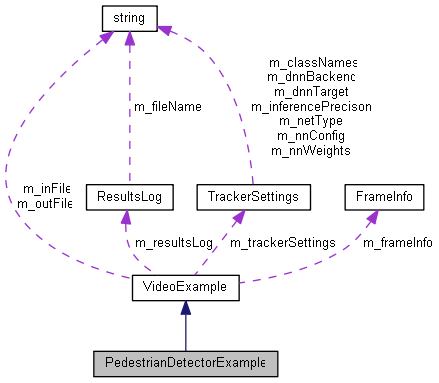 string
m_classNames
m_dnnBackend
m_dnnTarget
m_inferencePrecison
m_netType
m_nnConfig
m_nnWeights
m_fileName
m_inFile
m_outFile
ResultsLog
TrackerSettings
FrameInfo
m_resultsLog
m_trackerSettings
m_frameInfo
VideoExample
PedestrianDetectorExample